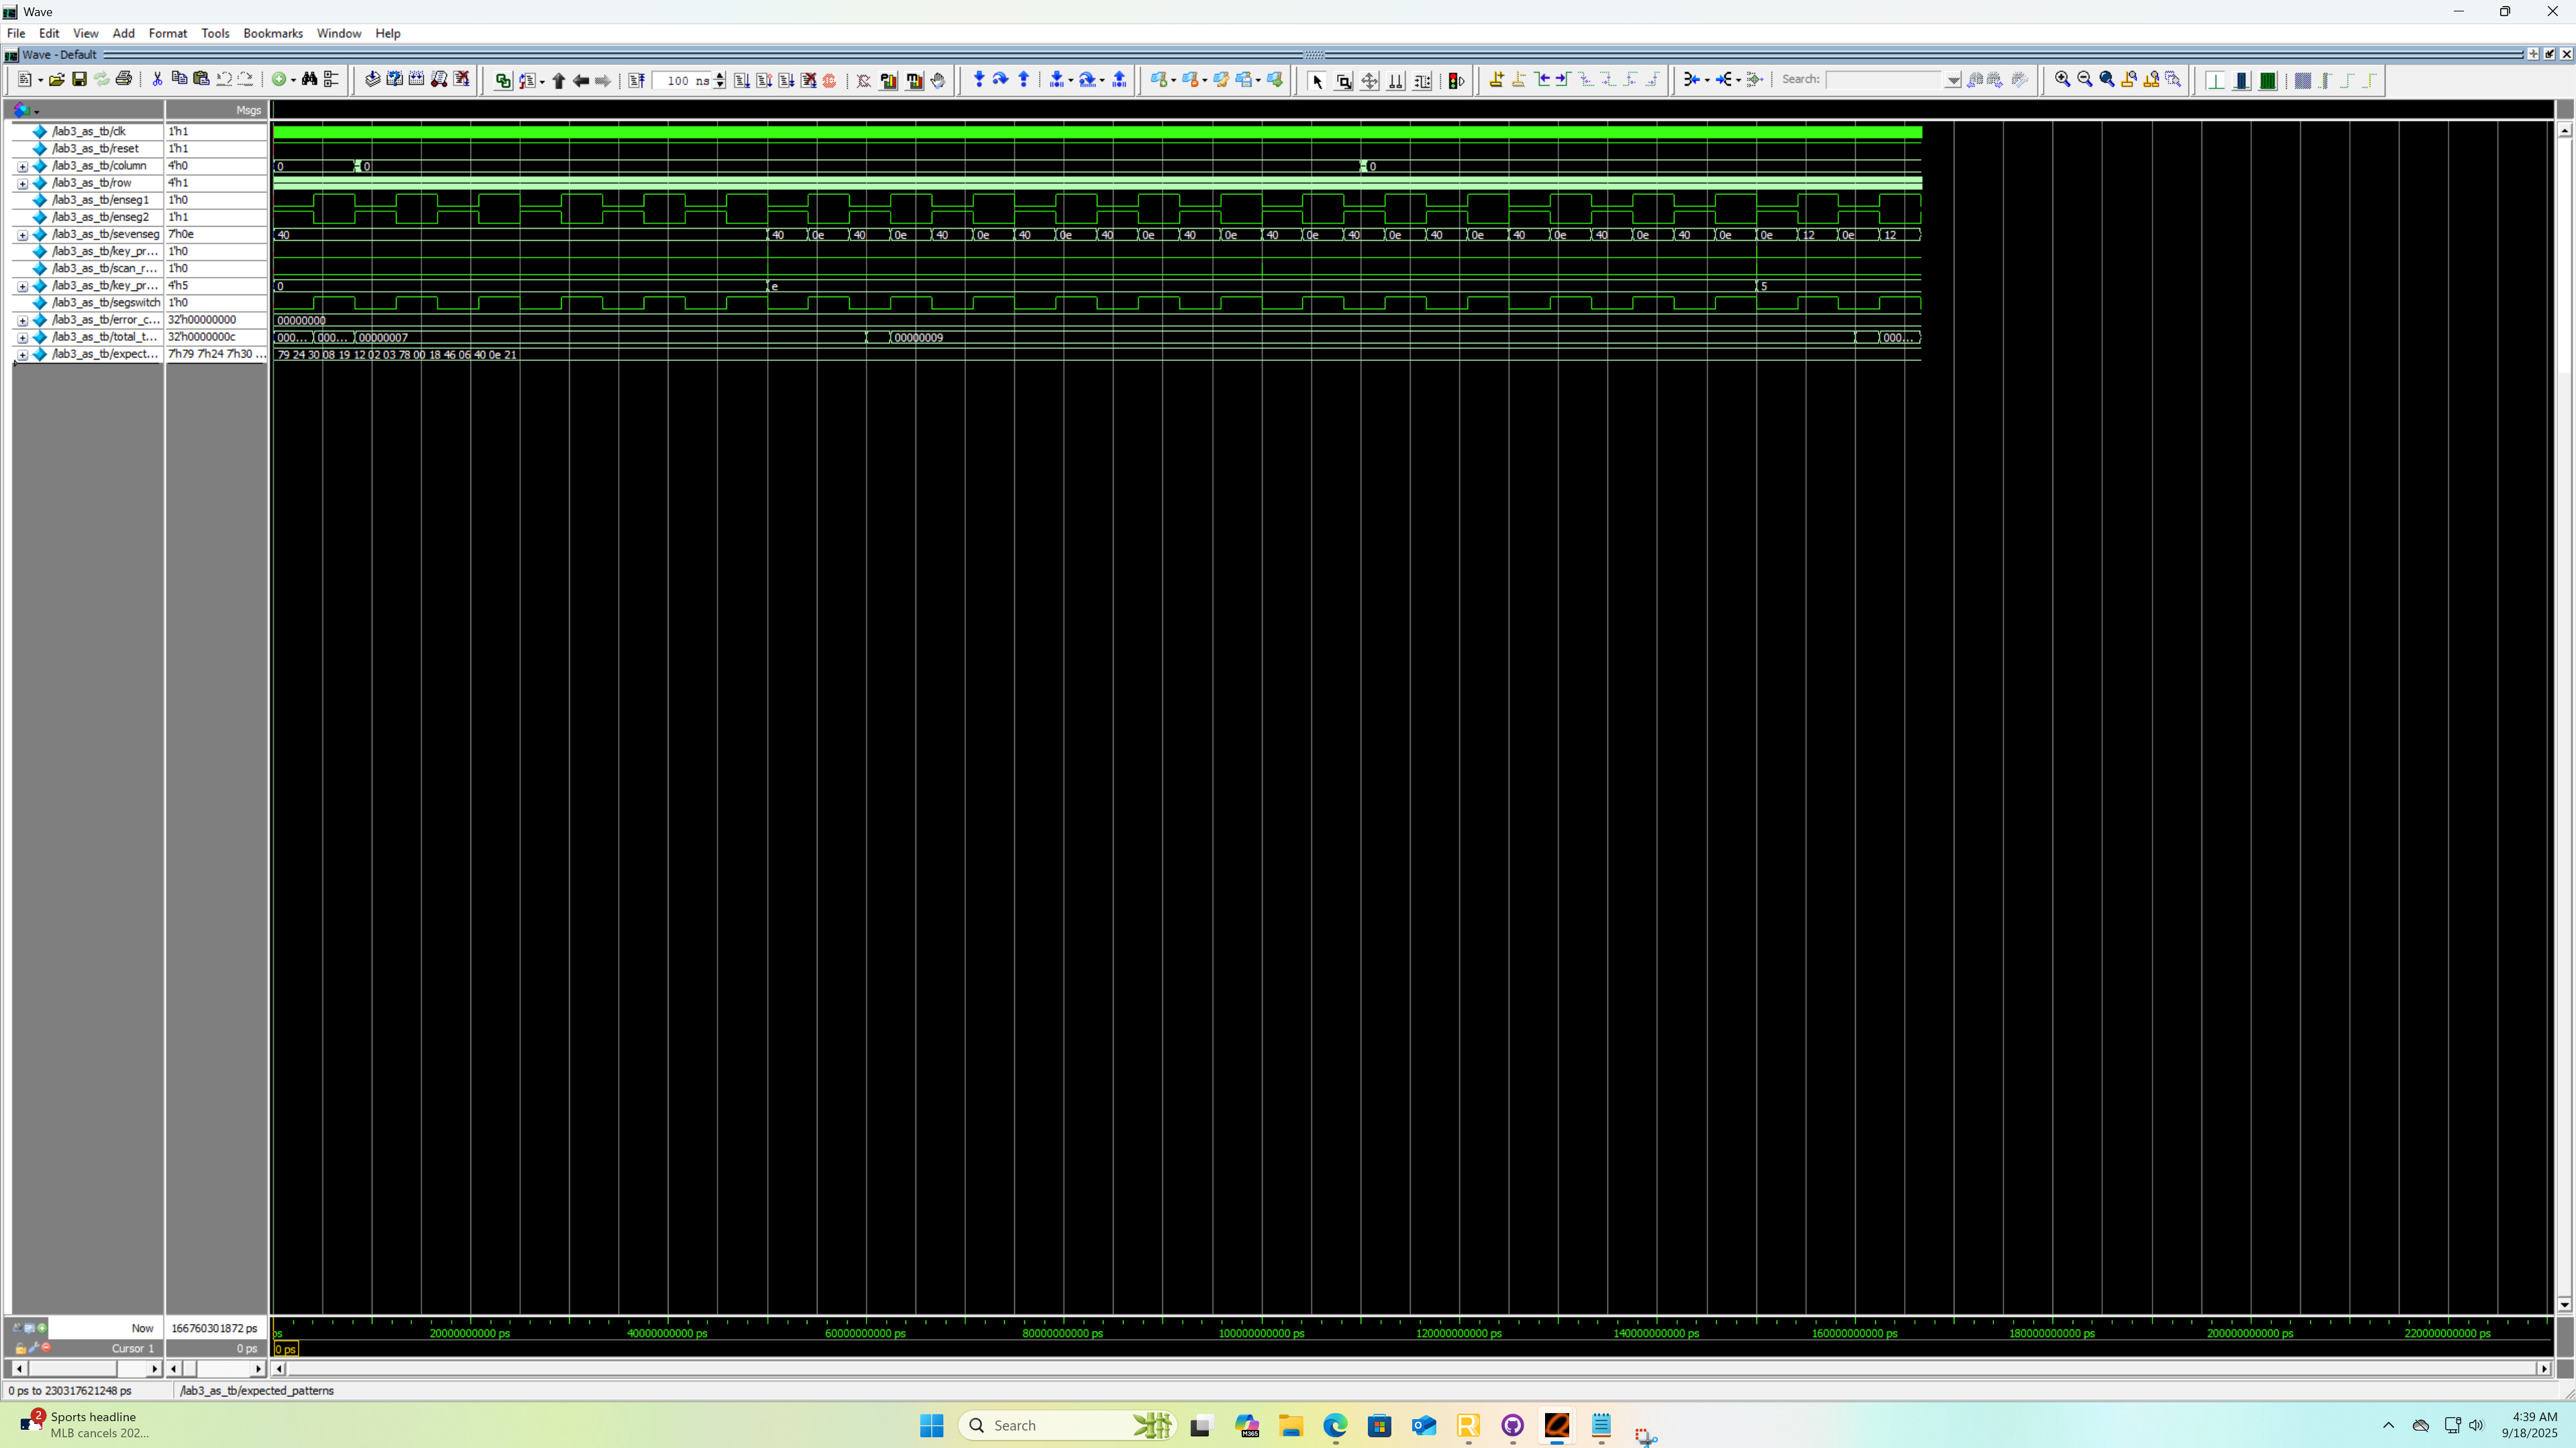 Wave
File Edit View Add Format Tools Bookmarks Window Help
Wave - Default
100 ns
Search:
Msgs
/lab3_as_tb/clk 1'h1
/lab3_as_tb/reset 1'h1
/lab3_as_tb/column 4'h0 0 0 0
/lab3_as_tb/row 4'h1
/lab3_as_tb/enseg1 1'h0
/lab3_as_tb/enseg2 1'h1
/lab3_as_tb/sevenseg 7'h0e 40 40 0e 40 0e 40 0e 40 0e 40 0e 40 0e 40 0e 40 0e 40 0e 40 0e 40 0e 40 0e 0e 12 0e 12
/lab3_as_tb/key_pr... 1'h0
/lab3_as_tb/scan_r... 1'h0
/lab3_as_tb/key_pr... 4'h5 0 e 5
/lab3_as_tb/segswitch 1'h0
/lab3_as_tb/error_c... 32'h00000000 00000000
/lab3_as_tb/total_t... 32'h0000000c 000... 000... 00000007 00000009 000...
/lab3_as_tb/expect... 7'h79 7'h24 7'h30 ... 79 24 30 08 19 12 02 03 78 00 18 46 06 40 0e 21
Now 166760301872 ps ps 20000000000 ps 40000000000 ps 60000000000 ps 80000000000 ps 100000000000 ps 120000000000 ps 140000000000 ps 160000000000 ps 180000000000 ps 200000000000 ps 220000000000 ps
Cursor 1 0 ps 0 ps
0 ps to 230317621248 ps /lab3_as_tb/expected_patterns
2 Sports headline
MLB cancels 202...
Search
M365
4:39 AM
9/18/2025